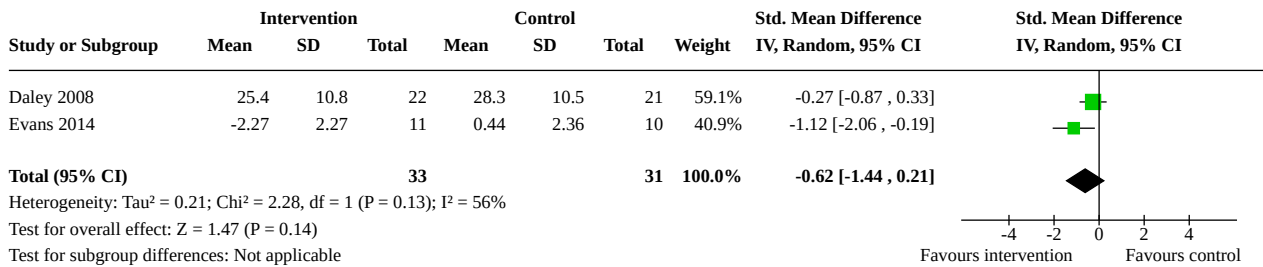 Intervention Control Std. Mean Difference Std. Mean Difference
Study or Subgroup Mean SD Total Mean SD Total Weight IV, Random, 95% CI IV, Random, 95% CI
Daley 2008 25.4 10.8 22 28.3 10.5 21 59.1% -0.27 [-0.87 , 0.33]
Evans 2014 -2.27 2.27 11 0.44 2.36 10 40.9% -1.12 [-2.06 , -0.19]
Total (95% CI) 33 31 100.0% -0.62 [-1.44 , 0.21]
Heterogeneity: Tau² = 0.21; Chi² = 2.28, df = 1 (P = 0.13); I² = 56%
Test for overall effect: Z = 1.47 (P = 0.14) -4 -2 0 2 4
Test for subgroup differences: Not applicable Favours intervention Favours control